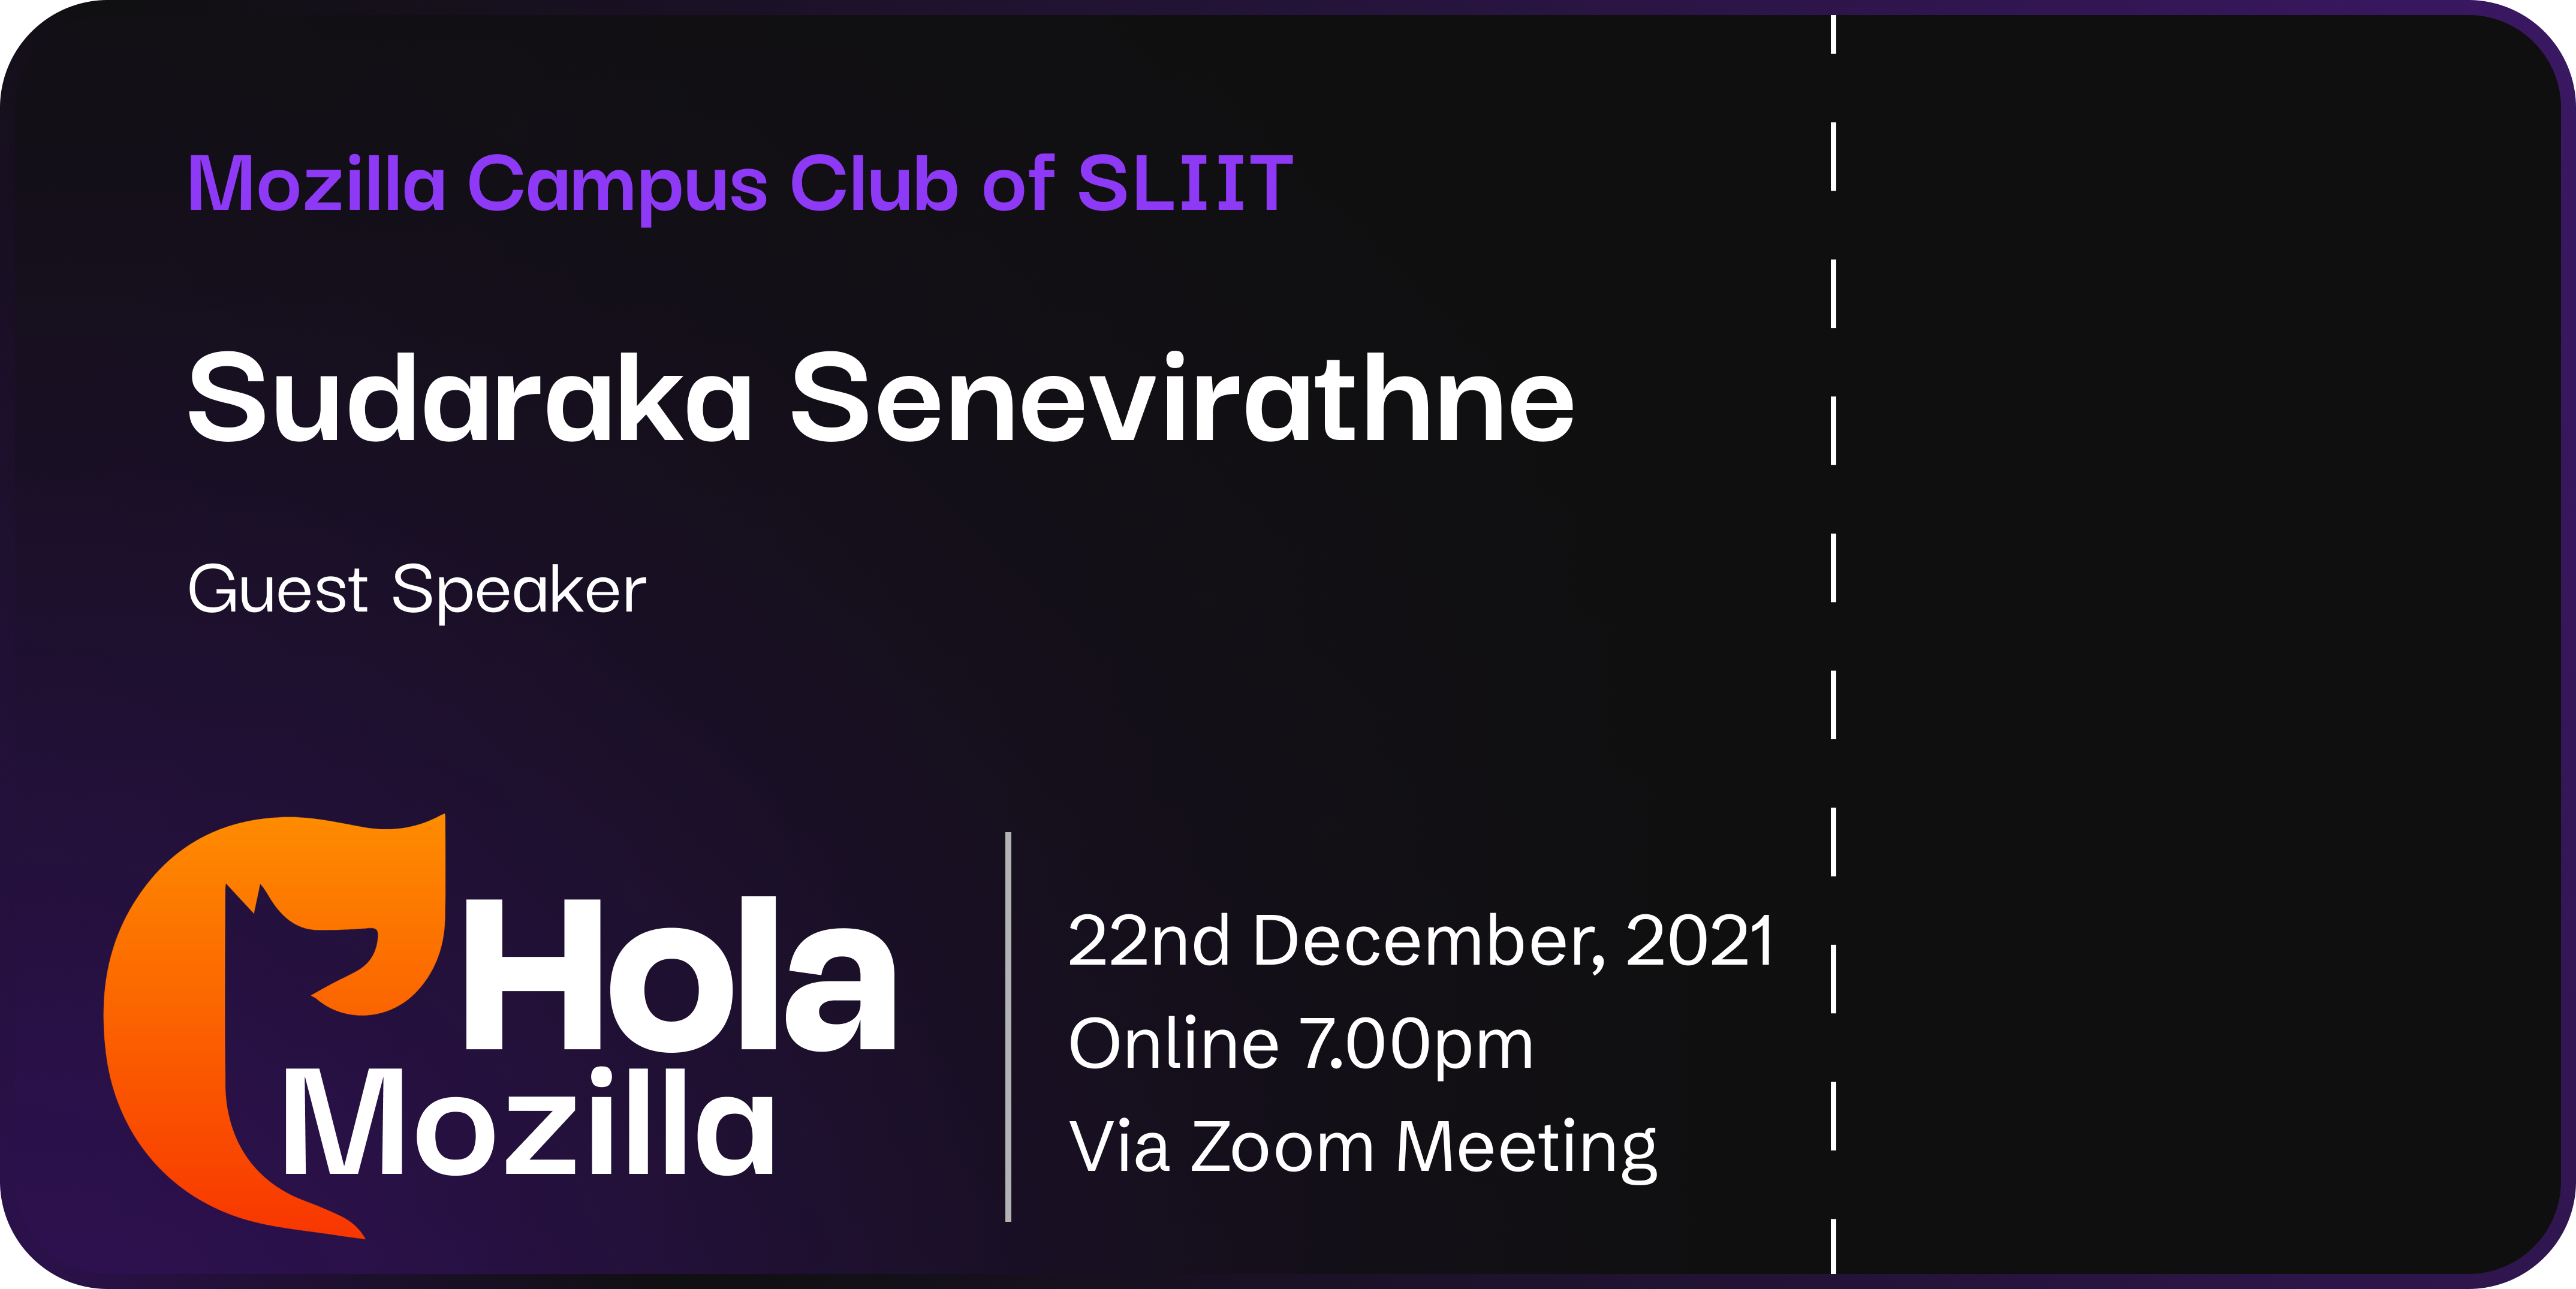 Mozilla Campus Club of SLIIT
Sudaraka Senevirathne
Guest Speaker
Hola
Mozilla
22nd December, 2021
Online 7.00pm
Via Zoom Meeting